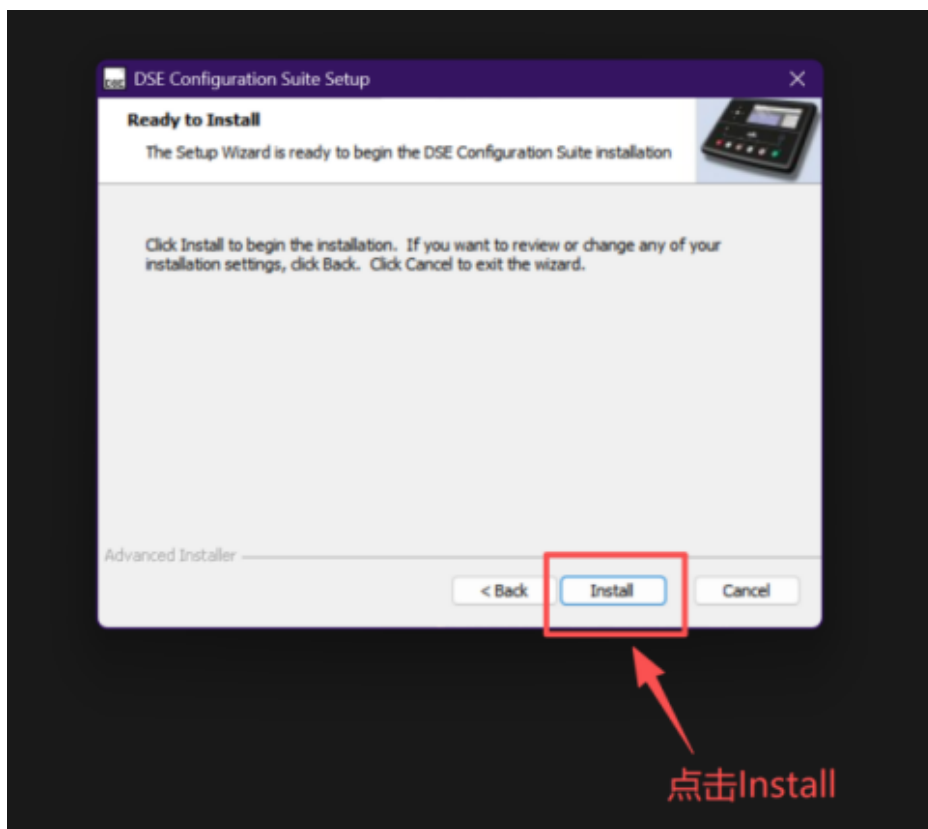 DSE Configuration Suite Setup
Ready to Install
The Setup Wizard is ready to begin the DSE Configuration Suite installation
Click Install to begin the installation. If you want to review or change any of your
installation settings, click Back. Click Cancel to exit the wizard.
Advanced Installer
< Back Install Cancel
点击Install